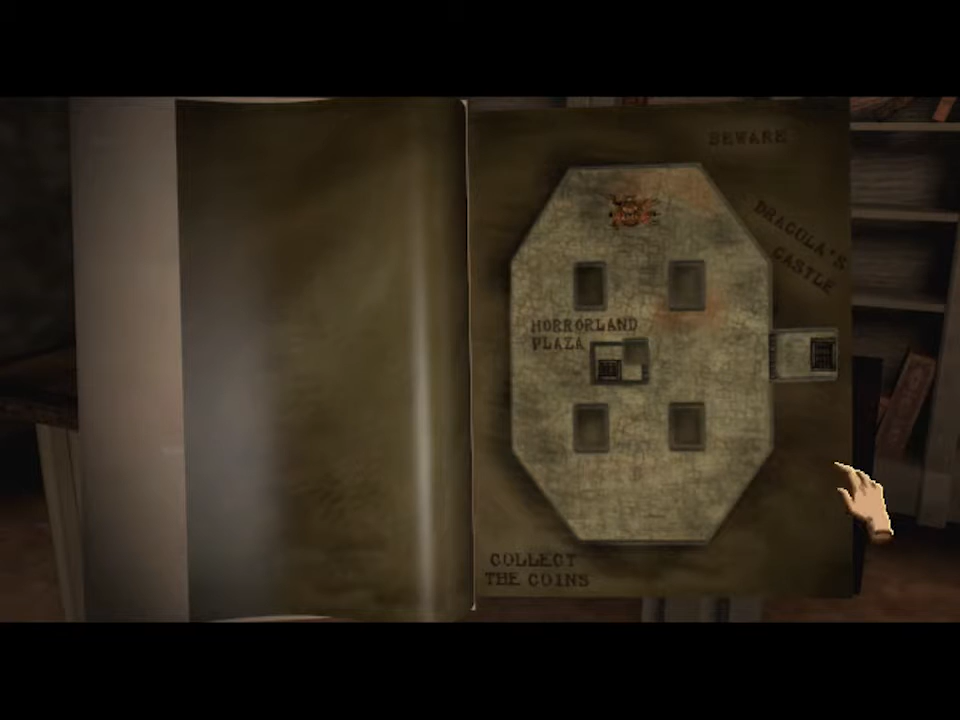 BEWARE
DRACULA'S
CASTLE
HORRORLAND
PLAZA
COLLECT
THE COINS